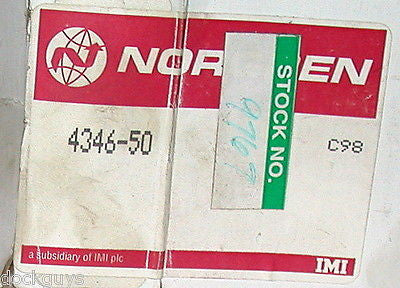 NOR EN
4346-50
STOCK NO.
C98
a subsidiary of IMI plc
IMI
dockguys